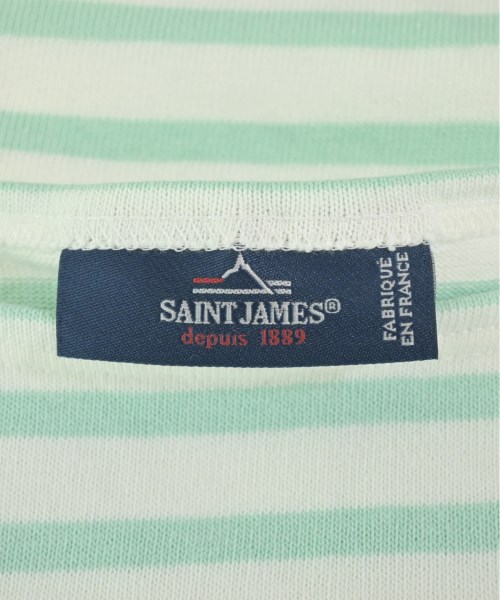 SAINT JAMES®
depuis 1889
FABRIQUÉ
EN FRANCE